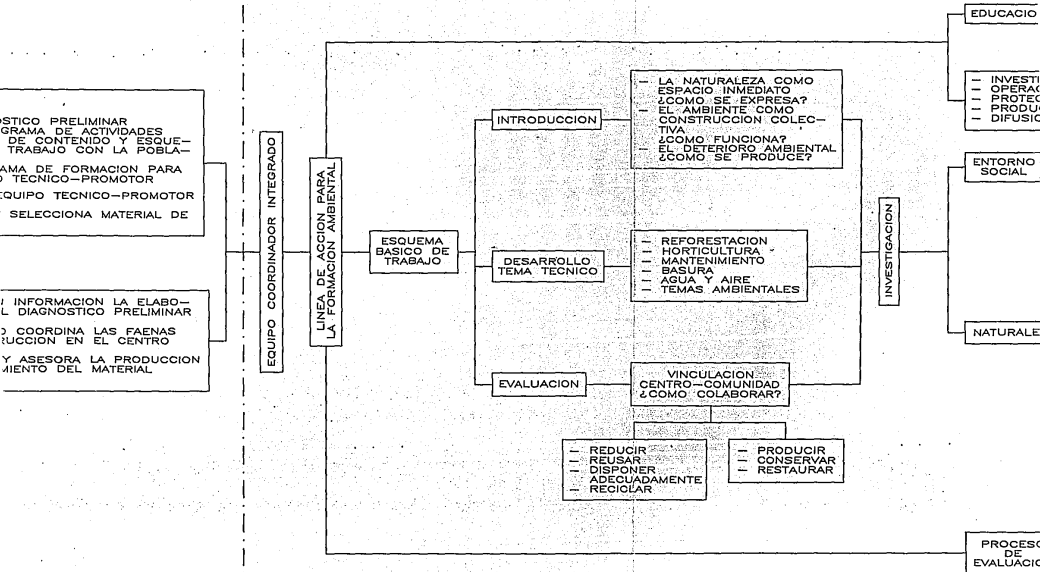 OSTICO PRELIMINAR
GRAMA DE ACTIVIDADES
DE CONTENIDO Y ESQUE–
TRABAJO CON LA POBLA–
AMA DE FORMACION PARA
O TECNICO–PROMOTOR
EQUIPO TECNICO–PROMOTOR
SELECCIONA MATERIAL DE
INFORMACION LA ELABO–
L DIAGNOSTICO PRELIMINAR
O COORDINA LAS FAENAS
RUCCION EN EL CENTRO
Y ASESORA LA PRODUCCION
MIENTO DEL MATERIAL
EQUIPO COORDINADOR INTEGRADO
LINEA DE ACCION PARA
LA FORMACION AMBIENTAL
ESQUEMA
BASICO DE
TRABAJO
INTRODUCCION
– LA NATURALEZA COMO
ESPACIO INMEDIATO
¿COMO SE EXPRESA?
– EL AMBIENTE COMO
CONSTRUCCION COLEC–
TIVA
¿COMO FUNCIONA?
– EL DETERIORO AMBIENTAL
¿COMO SE PRODUCE?
DESARROLLO
TEMA TECNICO
– REFORESTACION
– HORTICULTURA
– MANTENIMIENTO
– BASURA
– AGUA Y AIRE
– TEMAS AMBIENTALES
EVALUACION
VINCULACION
CENTRO–COMUNIDAD
¿COMO COLABORAR?
– REDUCIR
– REUSAR
– DISPONER
ADECUADAMENTE
– RECICLAR
– PRODUCIR
– CONSERVAR
– RESTAURAR
INVESTIGACION
EDUCACIO
– INVESTI
– OPERAC
– PROTEC
– PRODUC
– DIFUSIO
ENTORNO
SOCIAL
NATURALE
PROCESO
DE
EVALUACIO